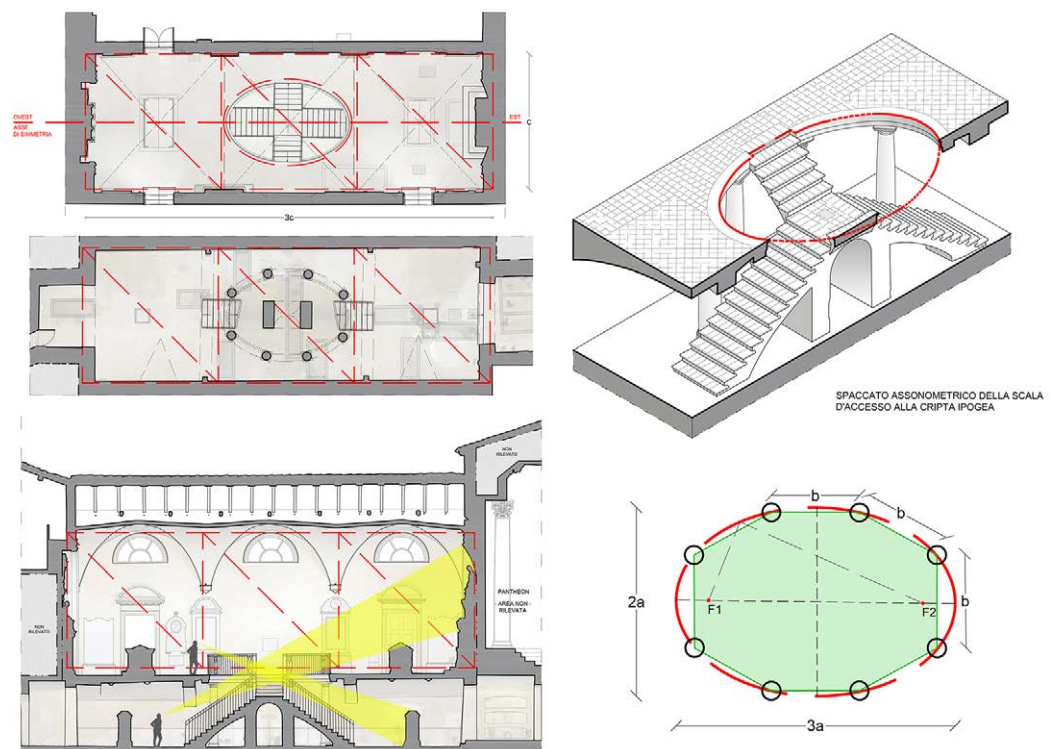 OVEST
ASSE
DI SIMMETRIA
EST
c
3c
SPACCATO ASSONOMETRICO DELLA SCALA
D'ACCESSO ALLA CRIPTA IPOGEA
NON
RILEVATO
NON
RILEVATO
PANTHEON
AREA NON -
RILEVATA
b
b
b
2a
F1
F2
3a